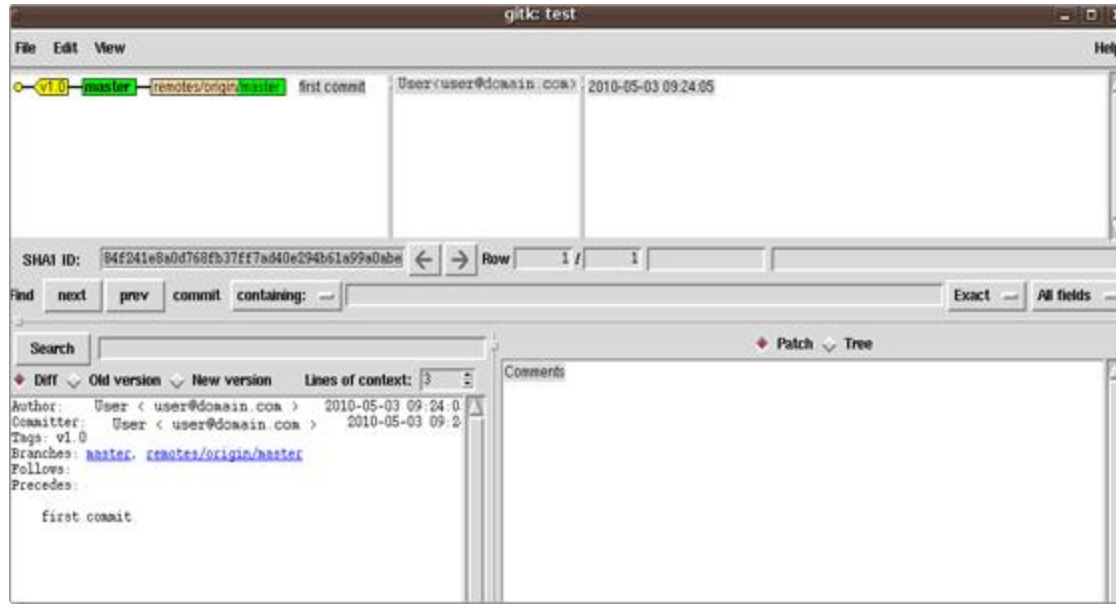 gitk: test
File Edit View Help
v1.0 master remotes/origin/master first commit User<user@domain.com> 2010-05-03 09:24:05
SHA1 ID: 84f241e8a0d768fb37ff7ad40e294b61a99a0abe Row 1 / 1
Find next prev commit containing: Exact All fields
Search
Patch Tree
Diff Old version New version Lines of context: 3
Comments
Author: User < user@domain.com > 2010-05-03 09:24:0
Committer: User < user@domain.com > 2010-05-03 09:2
Tags: v1.0
Branches: master, remotes/origin/master
Follows:
Precedes:
first commit